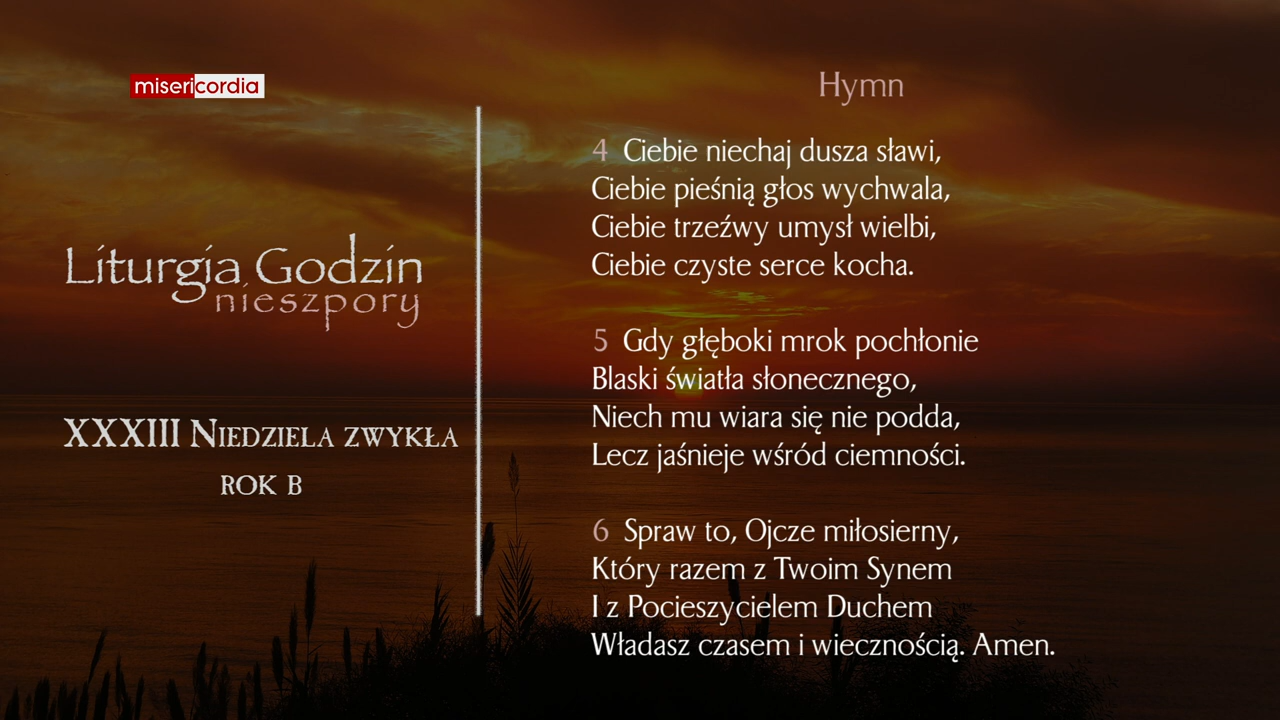 misericordia
Liturgia Godzin
nieszpory
XXXIII Niedziela zwykła
rok B
Hymn
4 Ciebie niechaj dusza sławi,
Ciebie pieśnią głos wychwala,
Ciebie trzeźwy umysł wielbi,
Ciebie czyste serce kocha.
5 Gdy głęboki mrok pochłonie
Blaski światła słonecznego,
Niech mu wiara się nie podda,
Lecz jaśnieje wśród ciemności.
6 Spraw to, Ojcze miłosierny,
Który razem z Twoim Synem
I z Pocieszycielem Duchem
Władasz czasem i wiecznością. Amen.